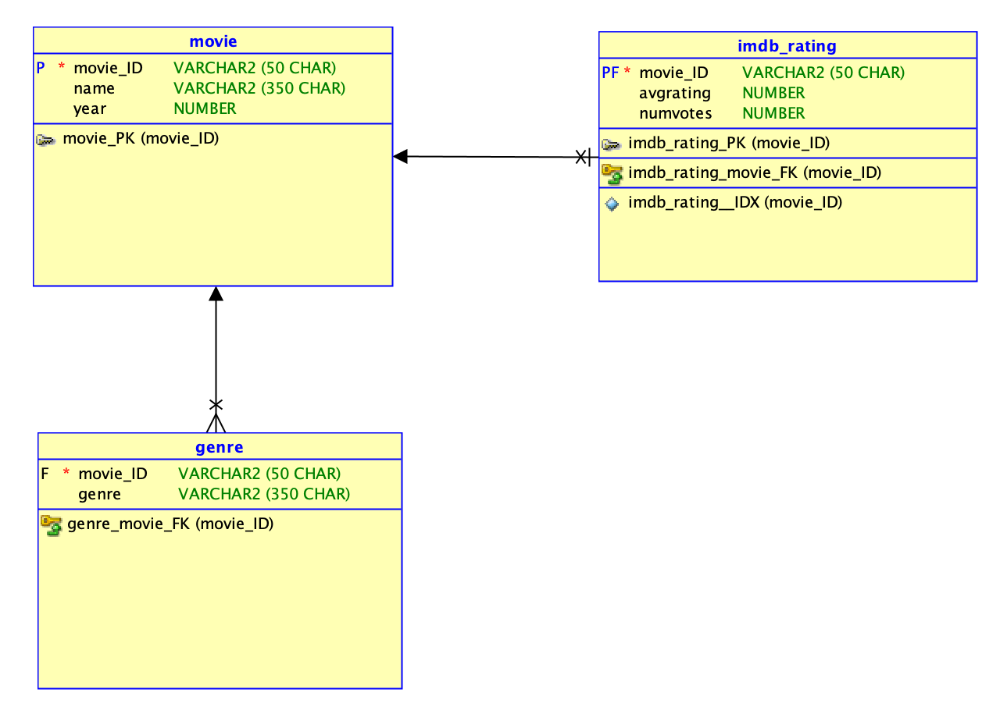 movie
P * movie_ID VARCHAR2 (50 CHAR)
name VARCHAR2 (350 CHAR)
year NUMBER
movie_PK (movie_ID)
imdb_rating
PF * movie_ID VARCHAR2 (50 CHAR)
avgrating NUMBER
numvotes NUMBER
imdb_rating_PK (movie_ID)
imdb_rating_movie_FK (movie_ID)
imdb_rating__IDX (movie_ID)
genre
F * movie_ID VARCHAR2 (50 CHAR)
genre VARCHAR2 (350 CHAR)
genre_movie_FK (movie_ID)